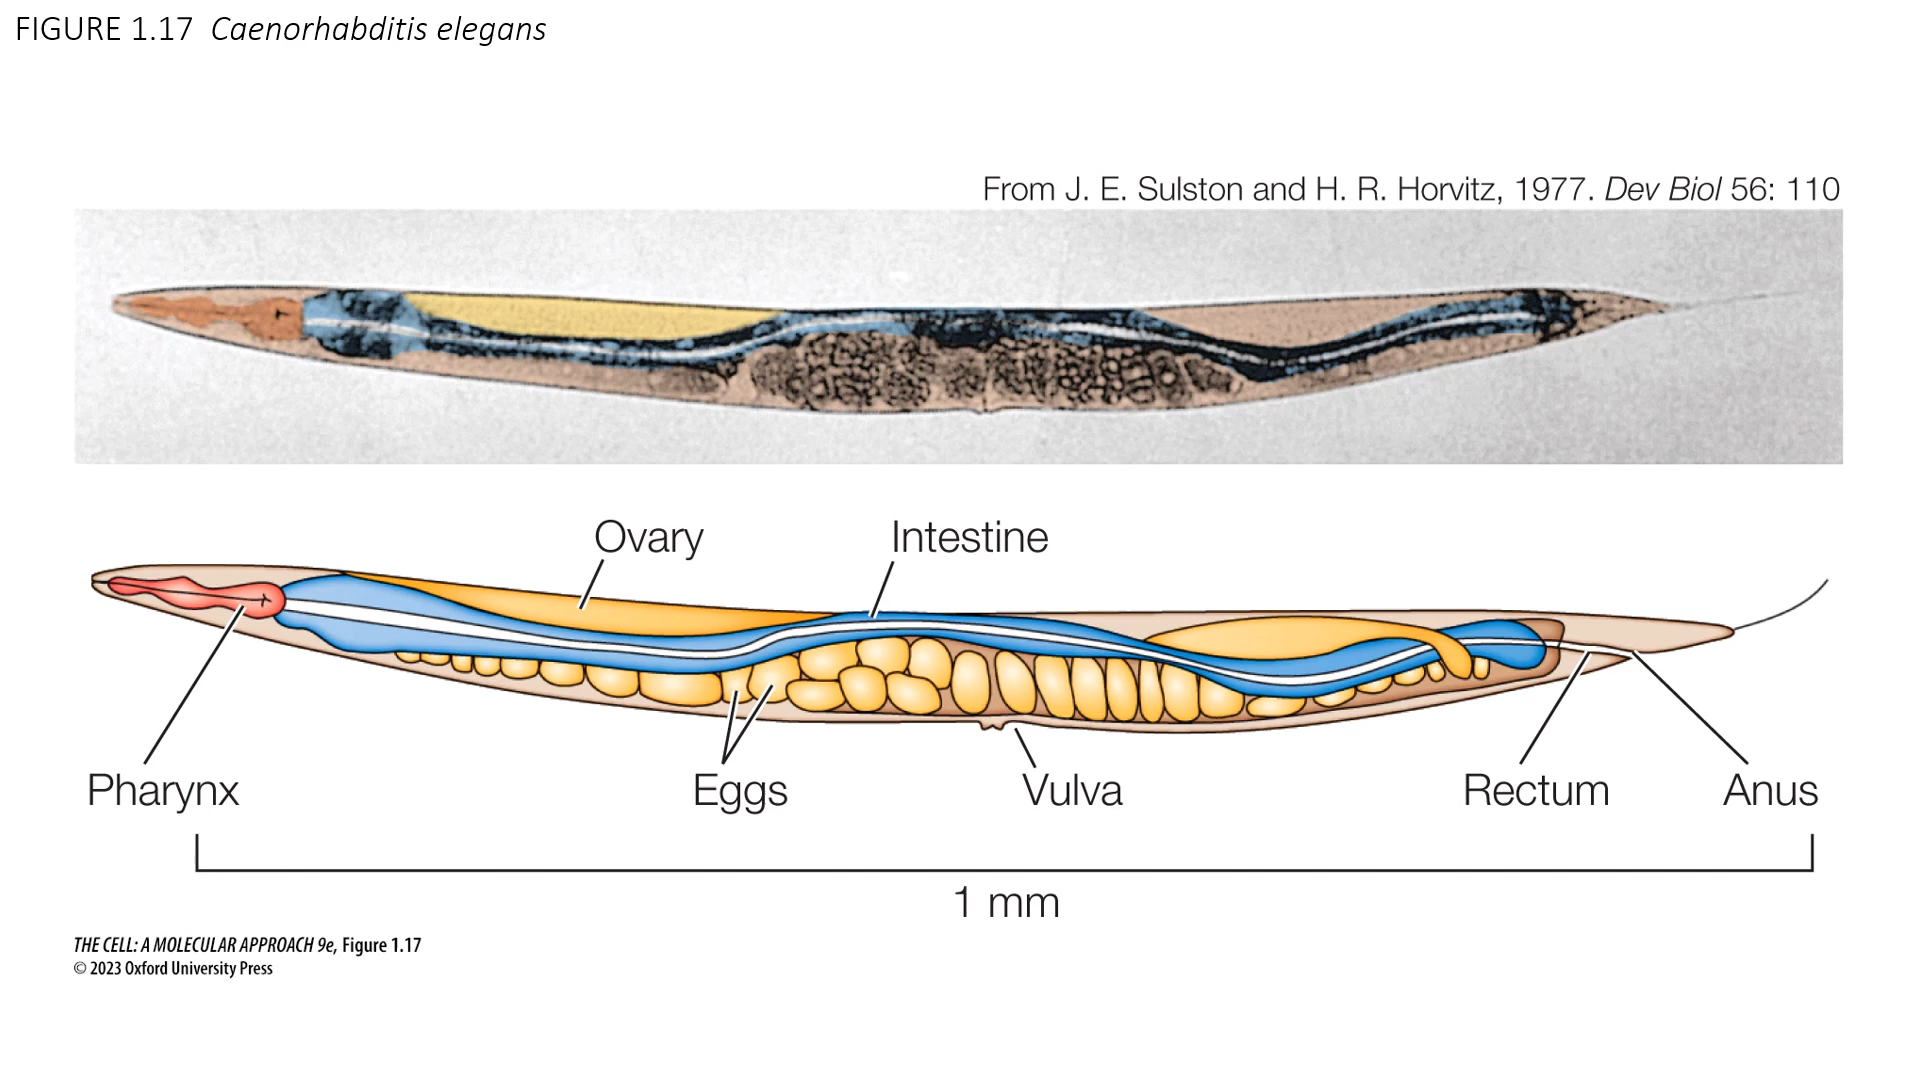 FIGURE 1.17 Caenorhabditis elegans
From J. E. Sulston and H. R. Horvitz, 1977. Dev Biol 56: 110
Ovary
Intestine
Pharynx
Eggs
Vulva
Rectum
Anus
1 mm
THE CELL: A MOLECULAR APPROACH 9e, Figure 1.17
© 2023 Oxford University Press